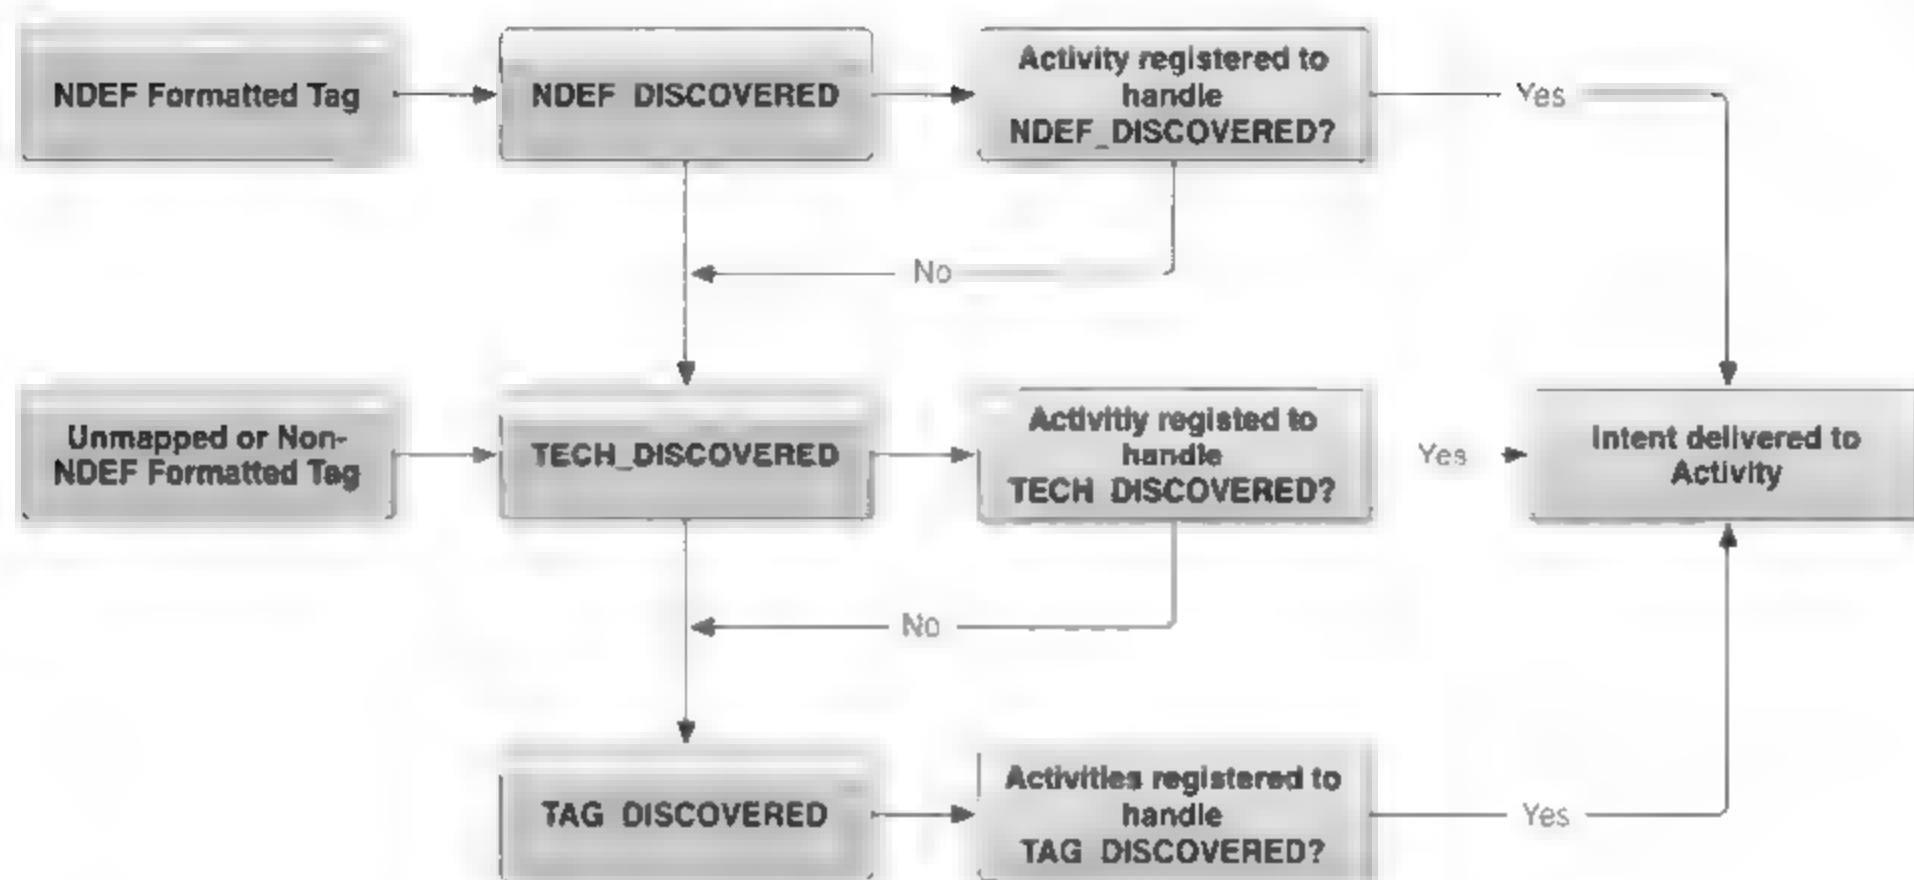 NDEF Formatted Tag
NDEF DISCOVERED
Activity registered to
handle
NDEF_DISCOVERED?
Yes
No
Unmapped or Non-
NDEF Formatted Tag
TECH_DISCOVERED
Activitiy registed to
handle
TECH DISCOVERED?
Yes
Intent delivered to
Activity
No
TAG DISCOVERED
Activities registered to
handle
TAG DISCOVERED?
Yes